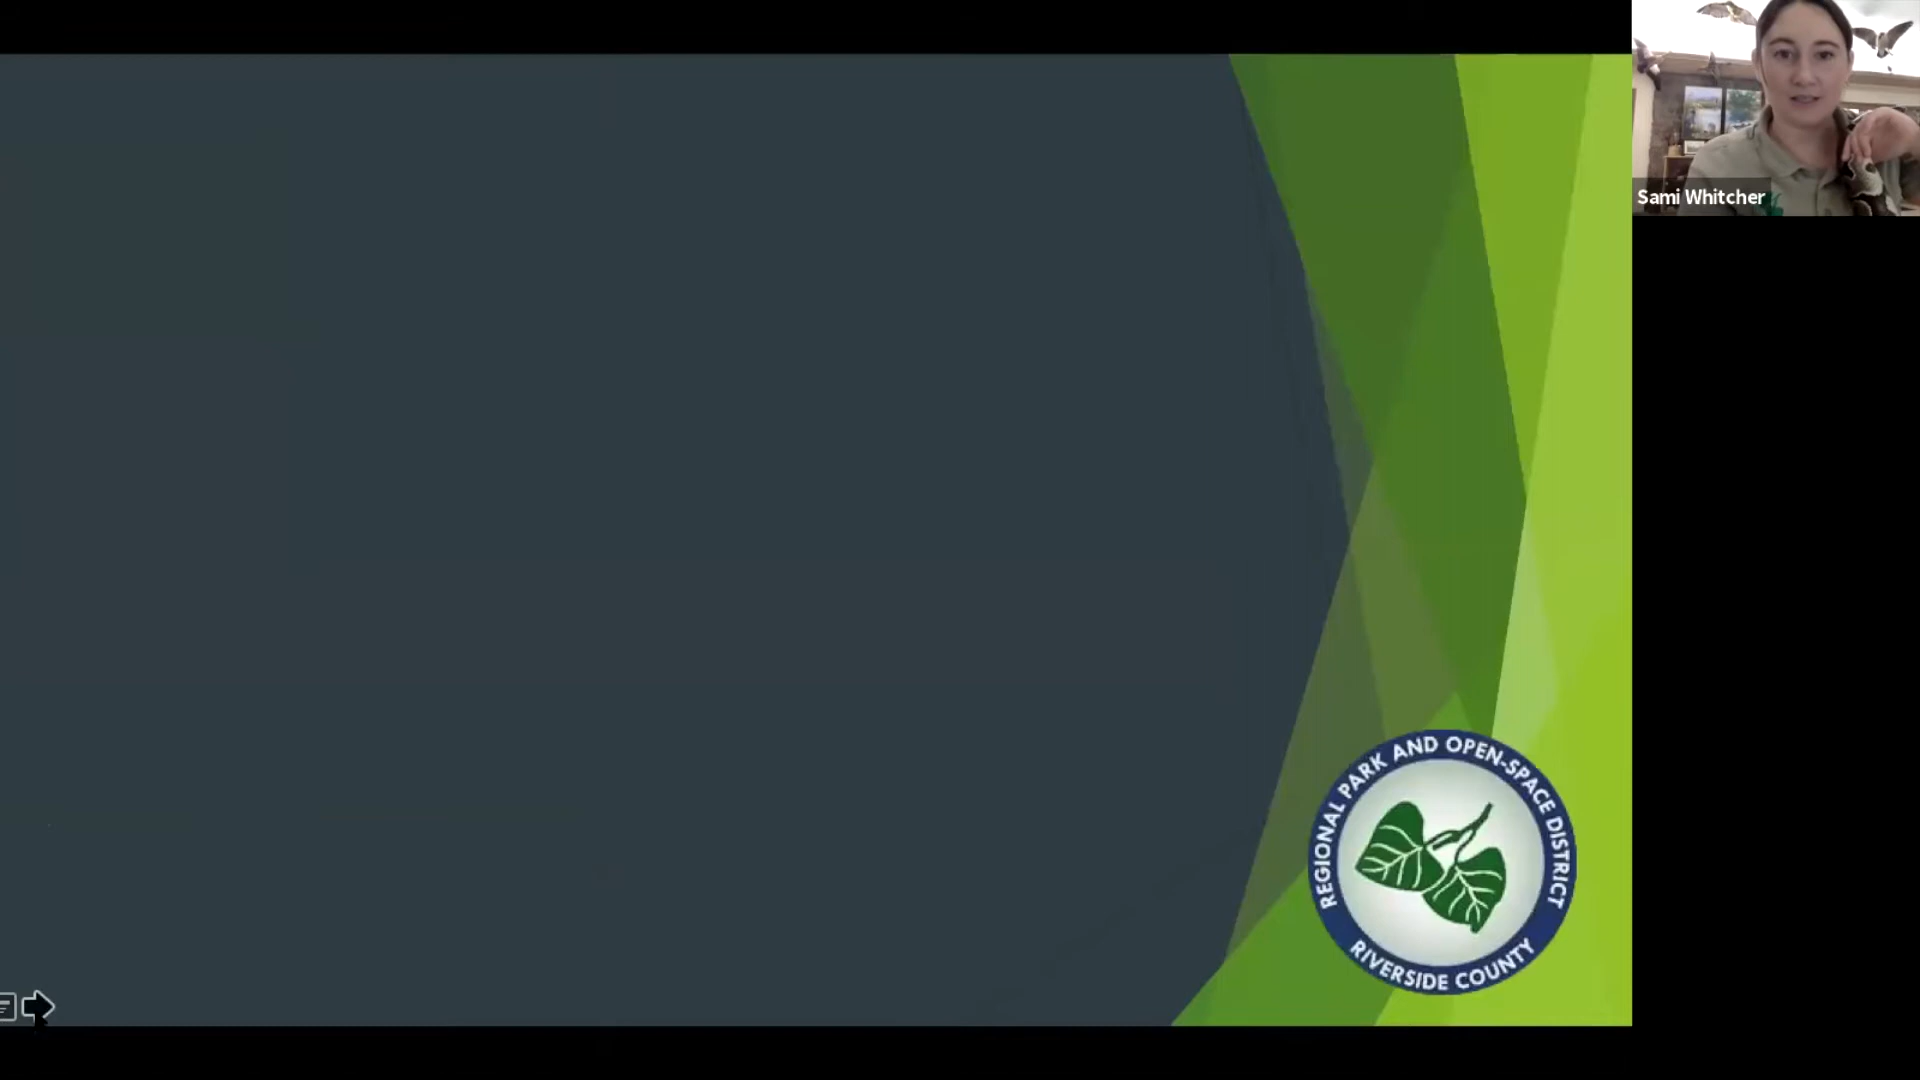 Sami Whitcher
REGIONAL PARK AND OPEN-SPACE DISTRICT
RIVERSIDE COUNTY